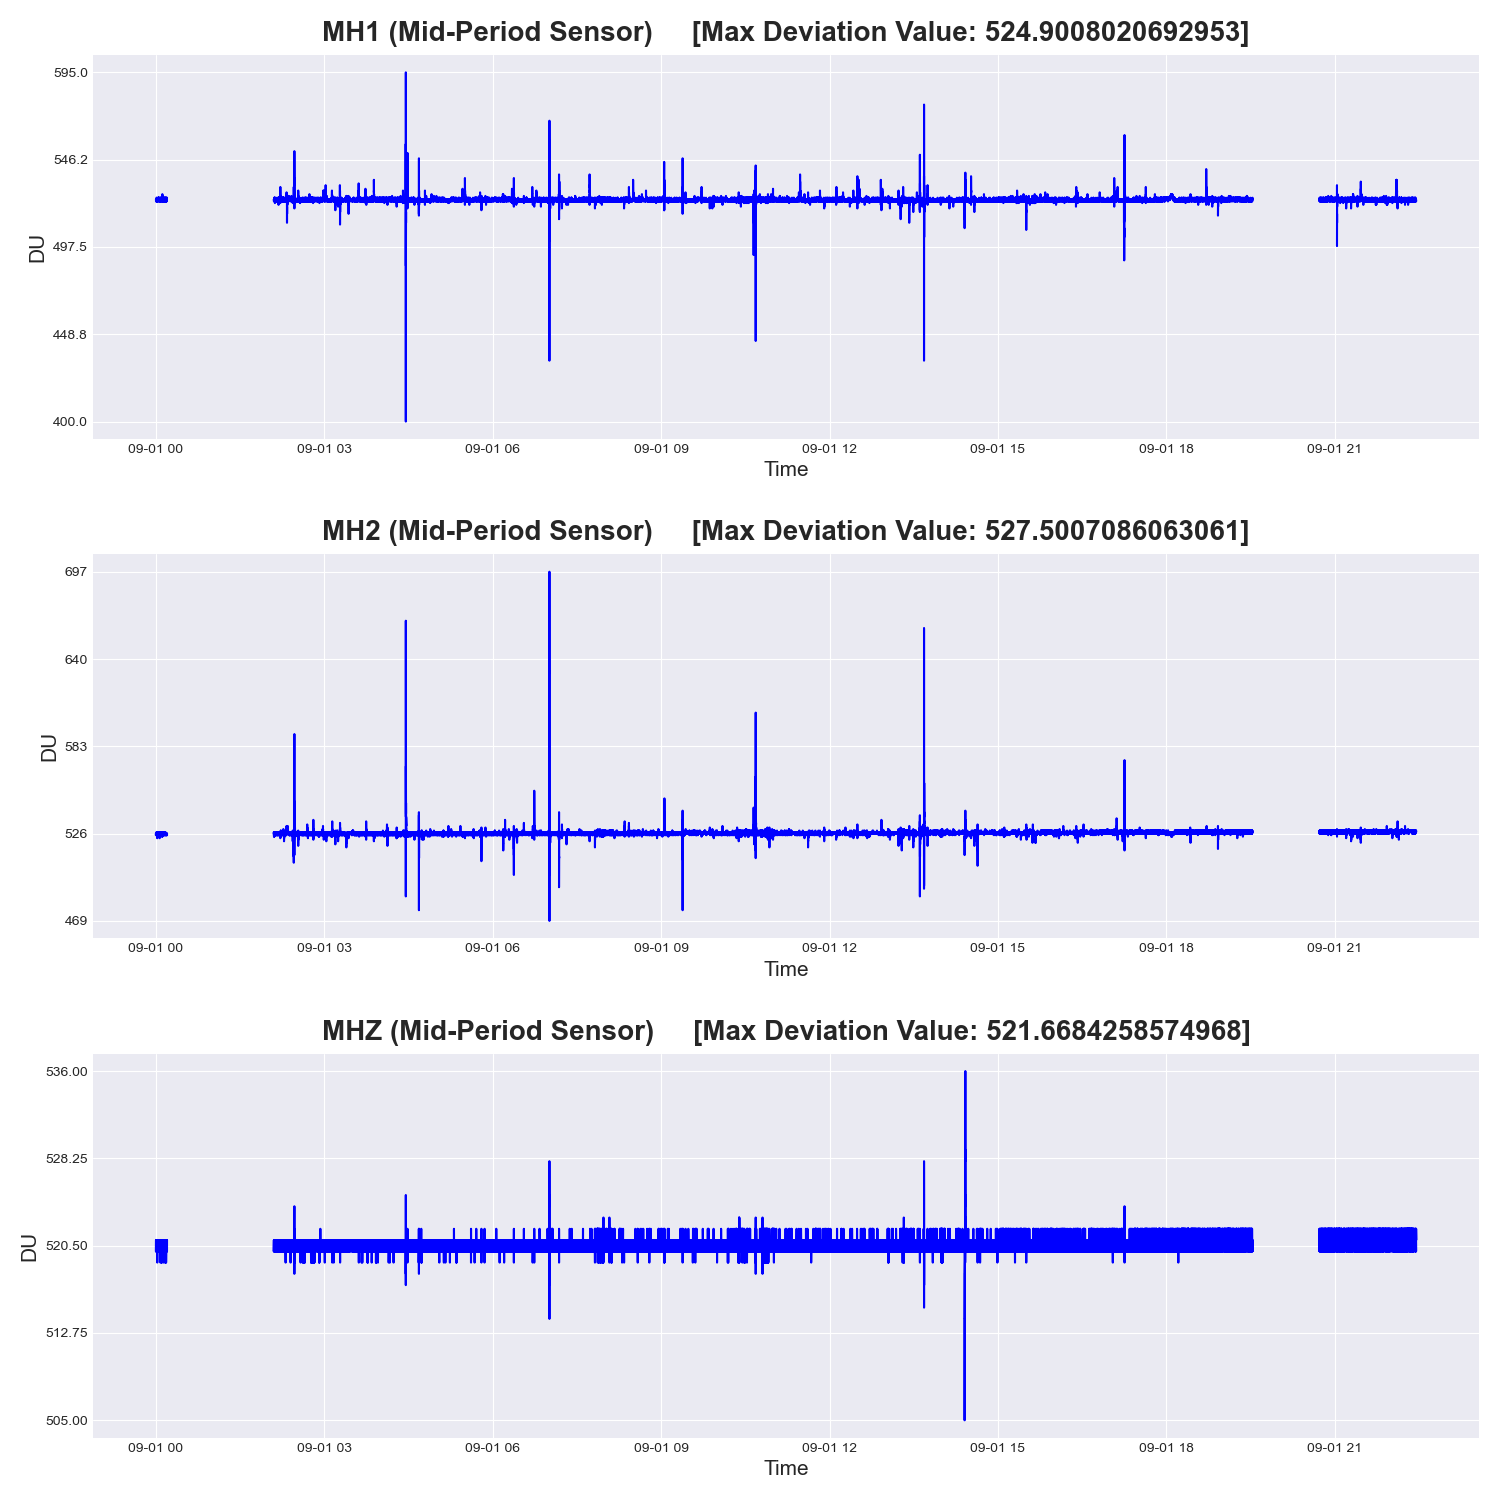 MH1 (Mid-Period Sensor)     [Max Deviation Value: 524.9008020692953]
595.0
546.2
497.5
448.8
400.0
DU
09-01 00 09-01 03 09-01 06 09-01 09 09-01 12 09-01 15 09-01 18 09-01 21
Time
MH2 (Mid-Period Sensor)     [Max Deviation Value: 527.5007086063061]
697
640
583
526
469
DU
09-01 00 09-01 03 09-01 06 09-01 09 09-01 12 09-01 15 09-01 18 09-01 21
Time
MHZ (Mid-Period Sensor)     [Max Deviation Value: 521.6684258574968]
536.00
528.25
520.50
512.75
505.00
DU
09-01 00 09-01 03 09-01 06 09-01 09 09-01 12 09-01 15 09-01 18 09-01 21
Time